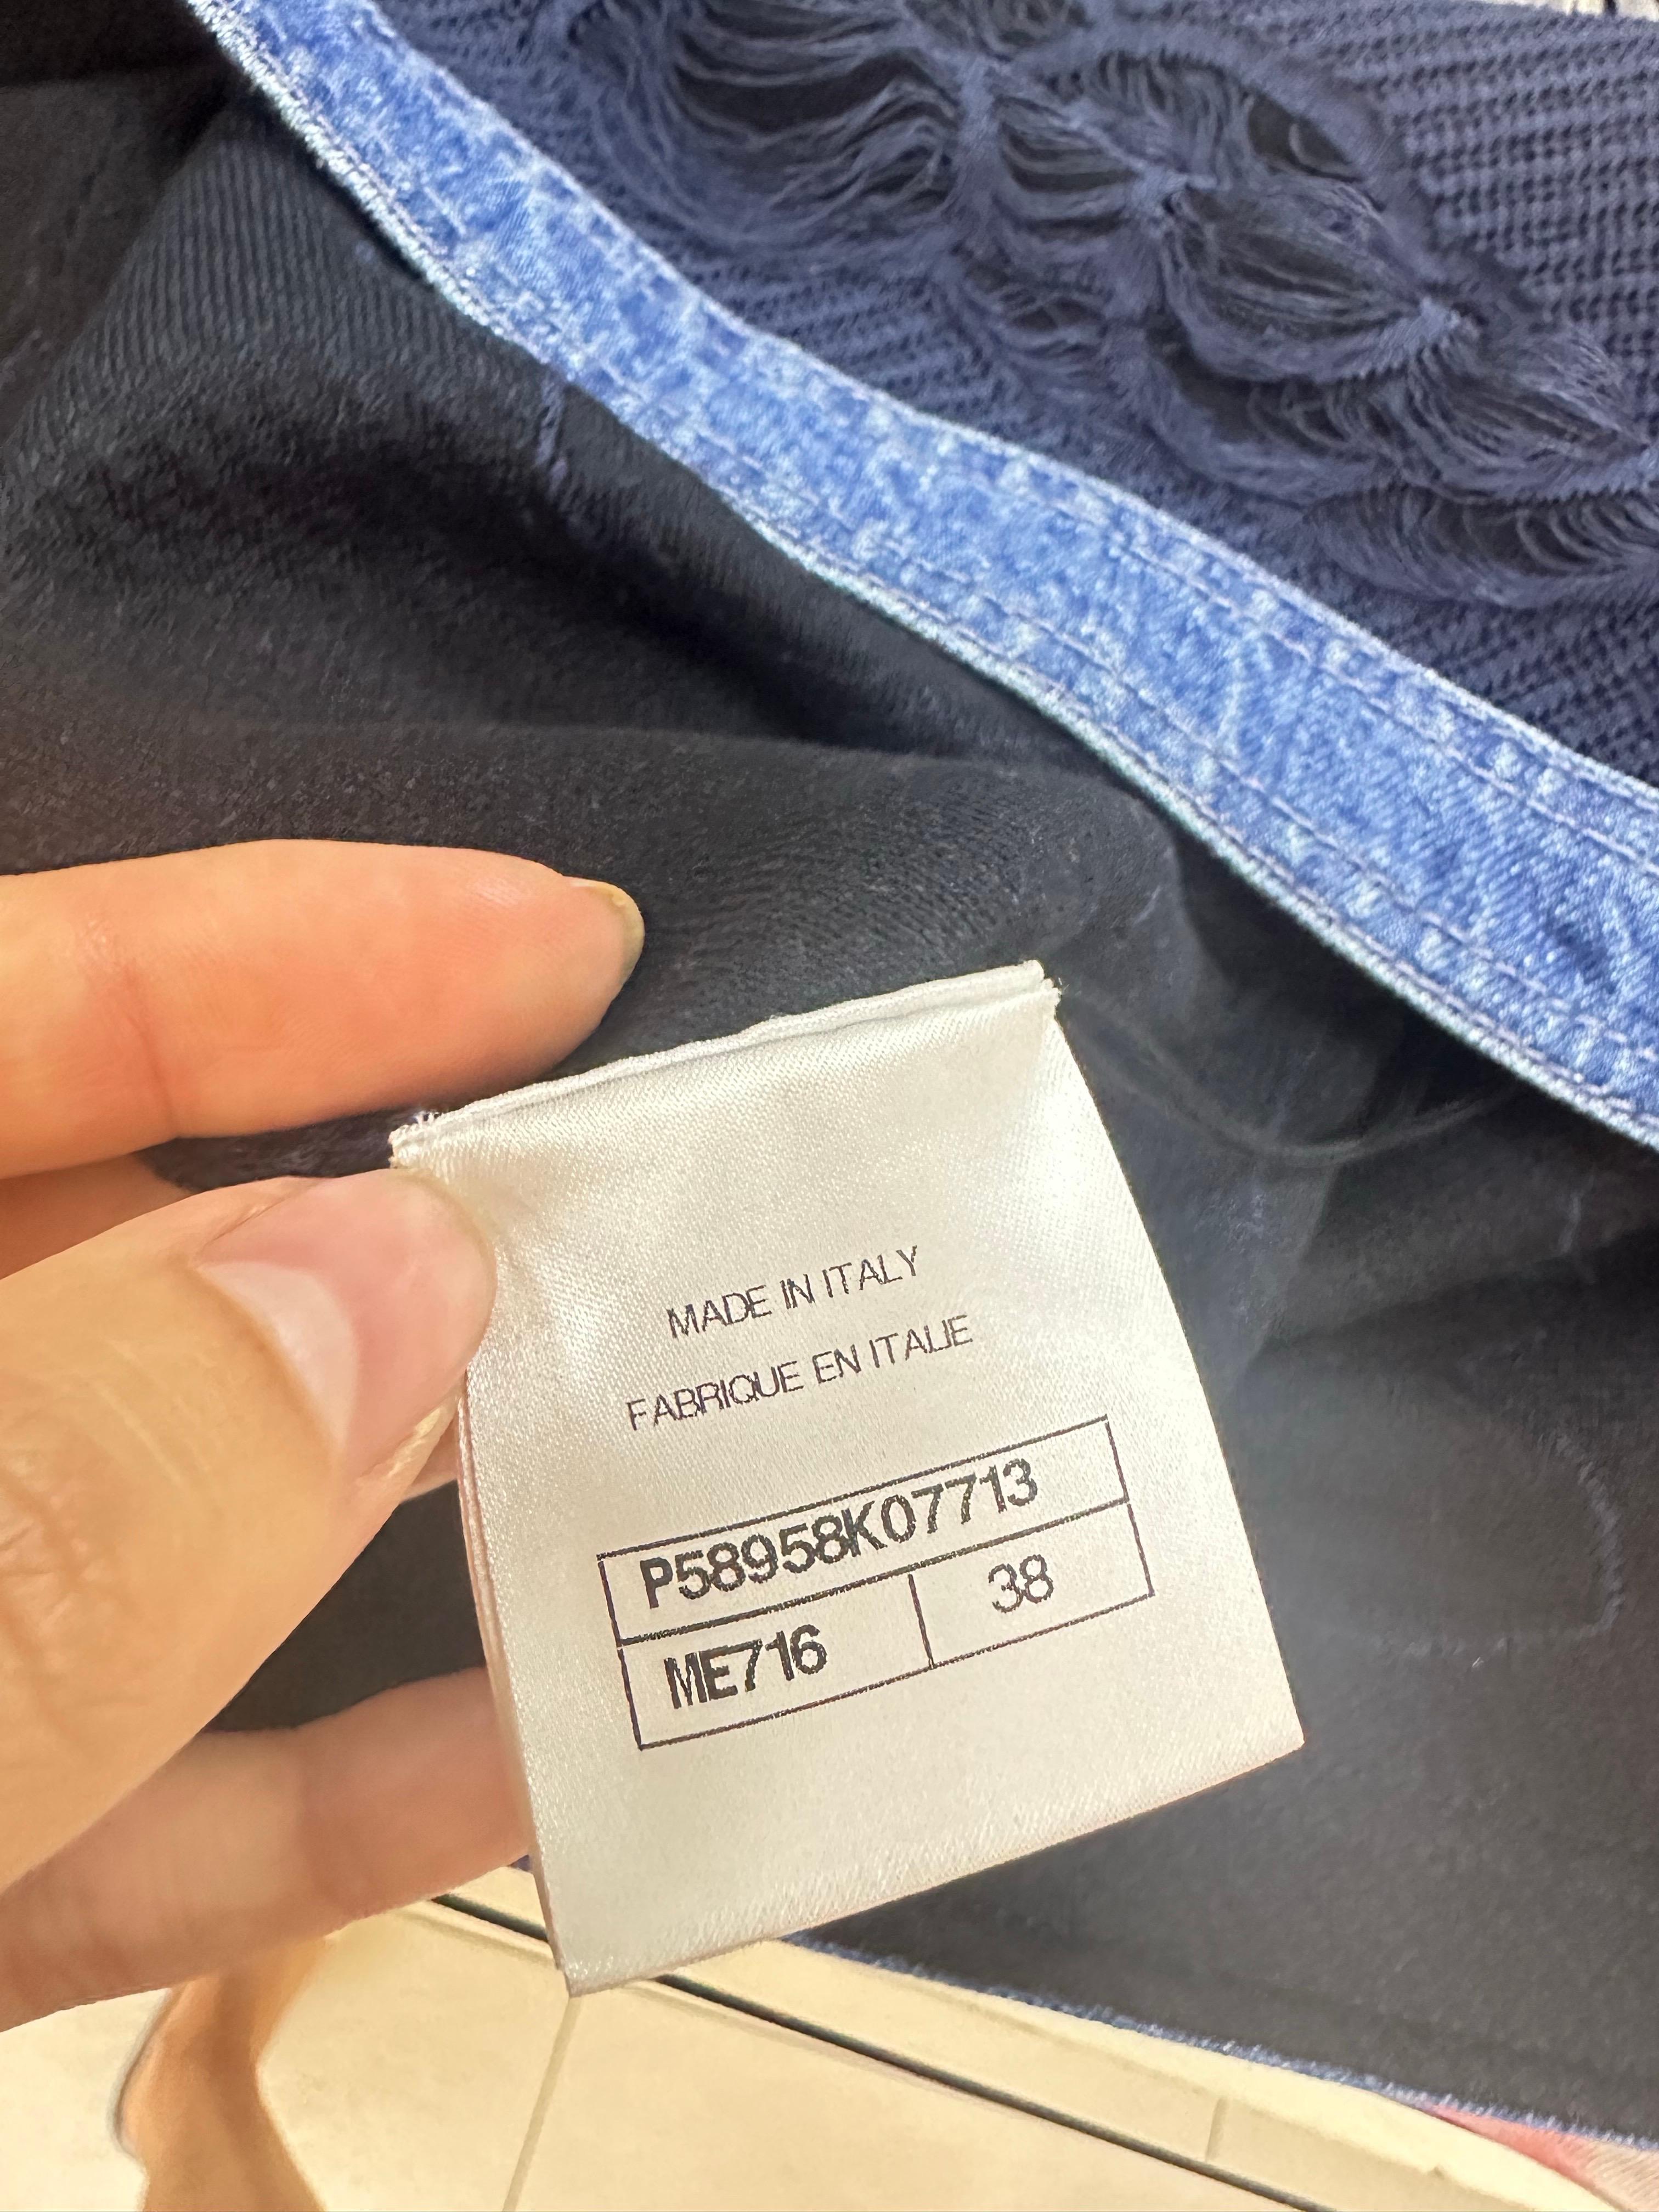 MADE IN ITALY
FABRIQUE EN ITALIE
P58958K07713
ME716 38